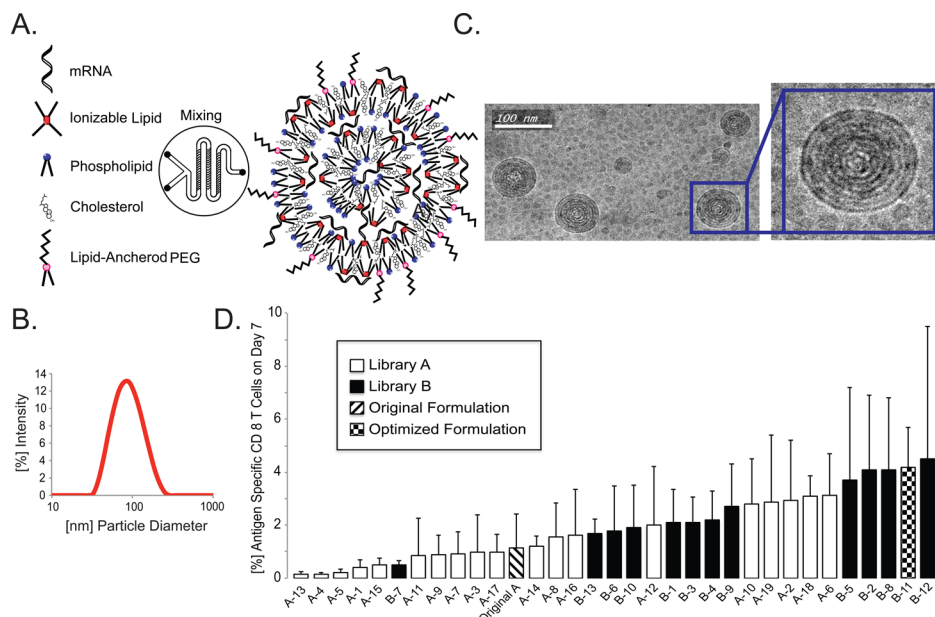 A.
mRNA
Ionizable Lipid
Phospholipid
Cholesterol
Lipid-Ancherod PEG
Mixing
C.
100 nm
B.
[%] Intensity
14
12
10
8
6
4
2
0
10 100 1000
[nm] Particle Diameter
D.
[%] Antigen Specific CD 8 T Cells on Day 7
10
8
6
4
2
0
Library A
Library B
Original Formulation
Optimized Formulation
A-13
A-4
A-5
A-1
A-15
B-7
A-11
A-9
A-7
A-3
A-17
Original A
A-14
A-8
A-16
B-13
B-6
B-10
A-12
B-1
B-3
B-4
B-9
A-10
A-19
A-2
A-18
A-6
B-5
B-2
B-8
B-11
B-12